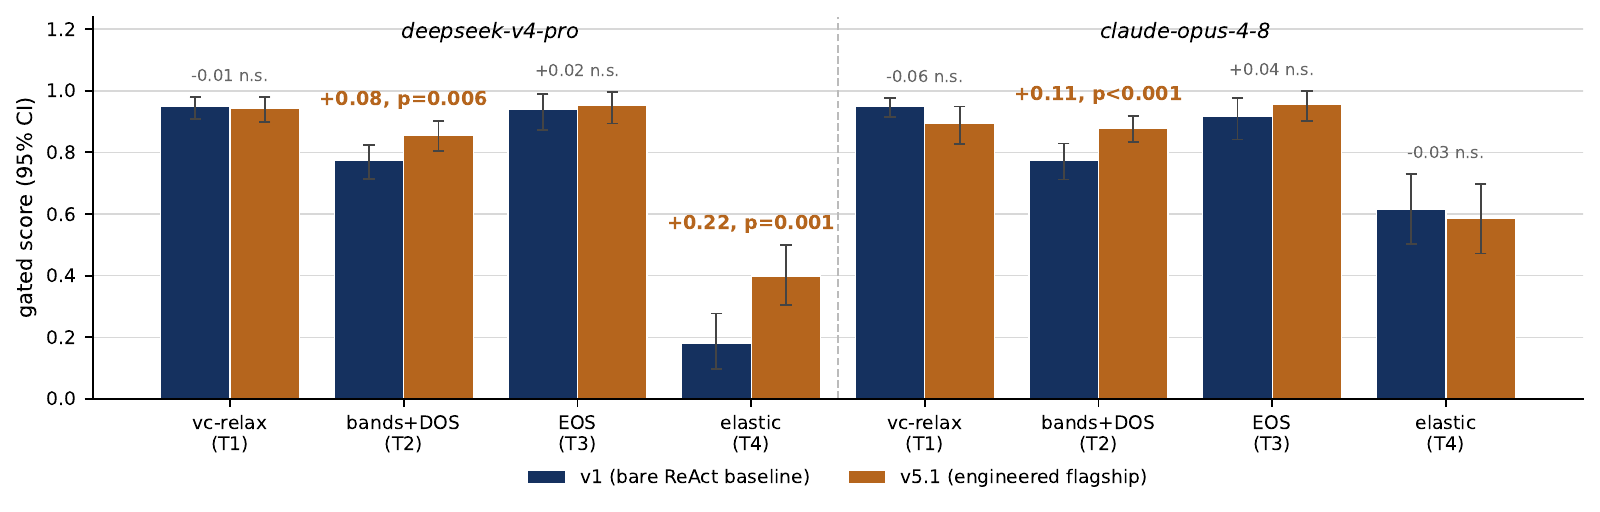 deepseek-v4-pro
claude-opus-4-8
gated score (95% CI)
1.2
1.0
0.8
0.6
0.4
0.2
0.0
-0.01 n.s.
+0.08, p=0.006
+0.02 n.s.
+0.22, p=0.001
-0.06 n.s.
+0.11, p<0.001
+0.04 n.s.
-0.03 n.s.
vc-relax
(T1)
bands+DOS
(T2)
EOS
(T3)
elastic
(T4)
vc-relax
(T1)
bands+DOS
(T2)
EOS
(T3)
elastic
(T4)
v1 (bare ReAct baseline)
v5.1 (engineered flagship)